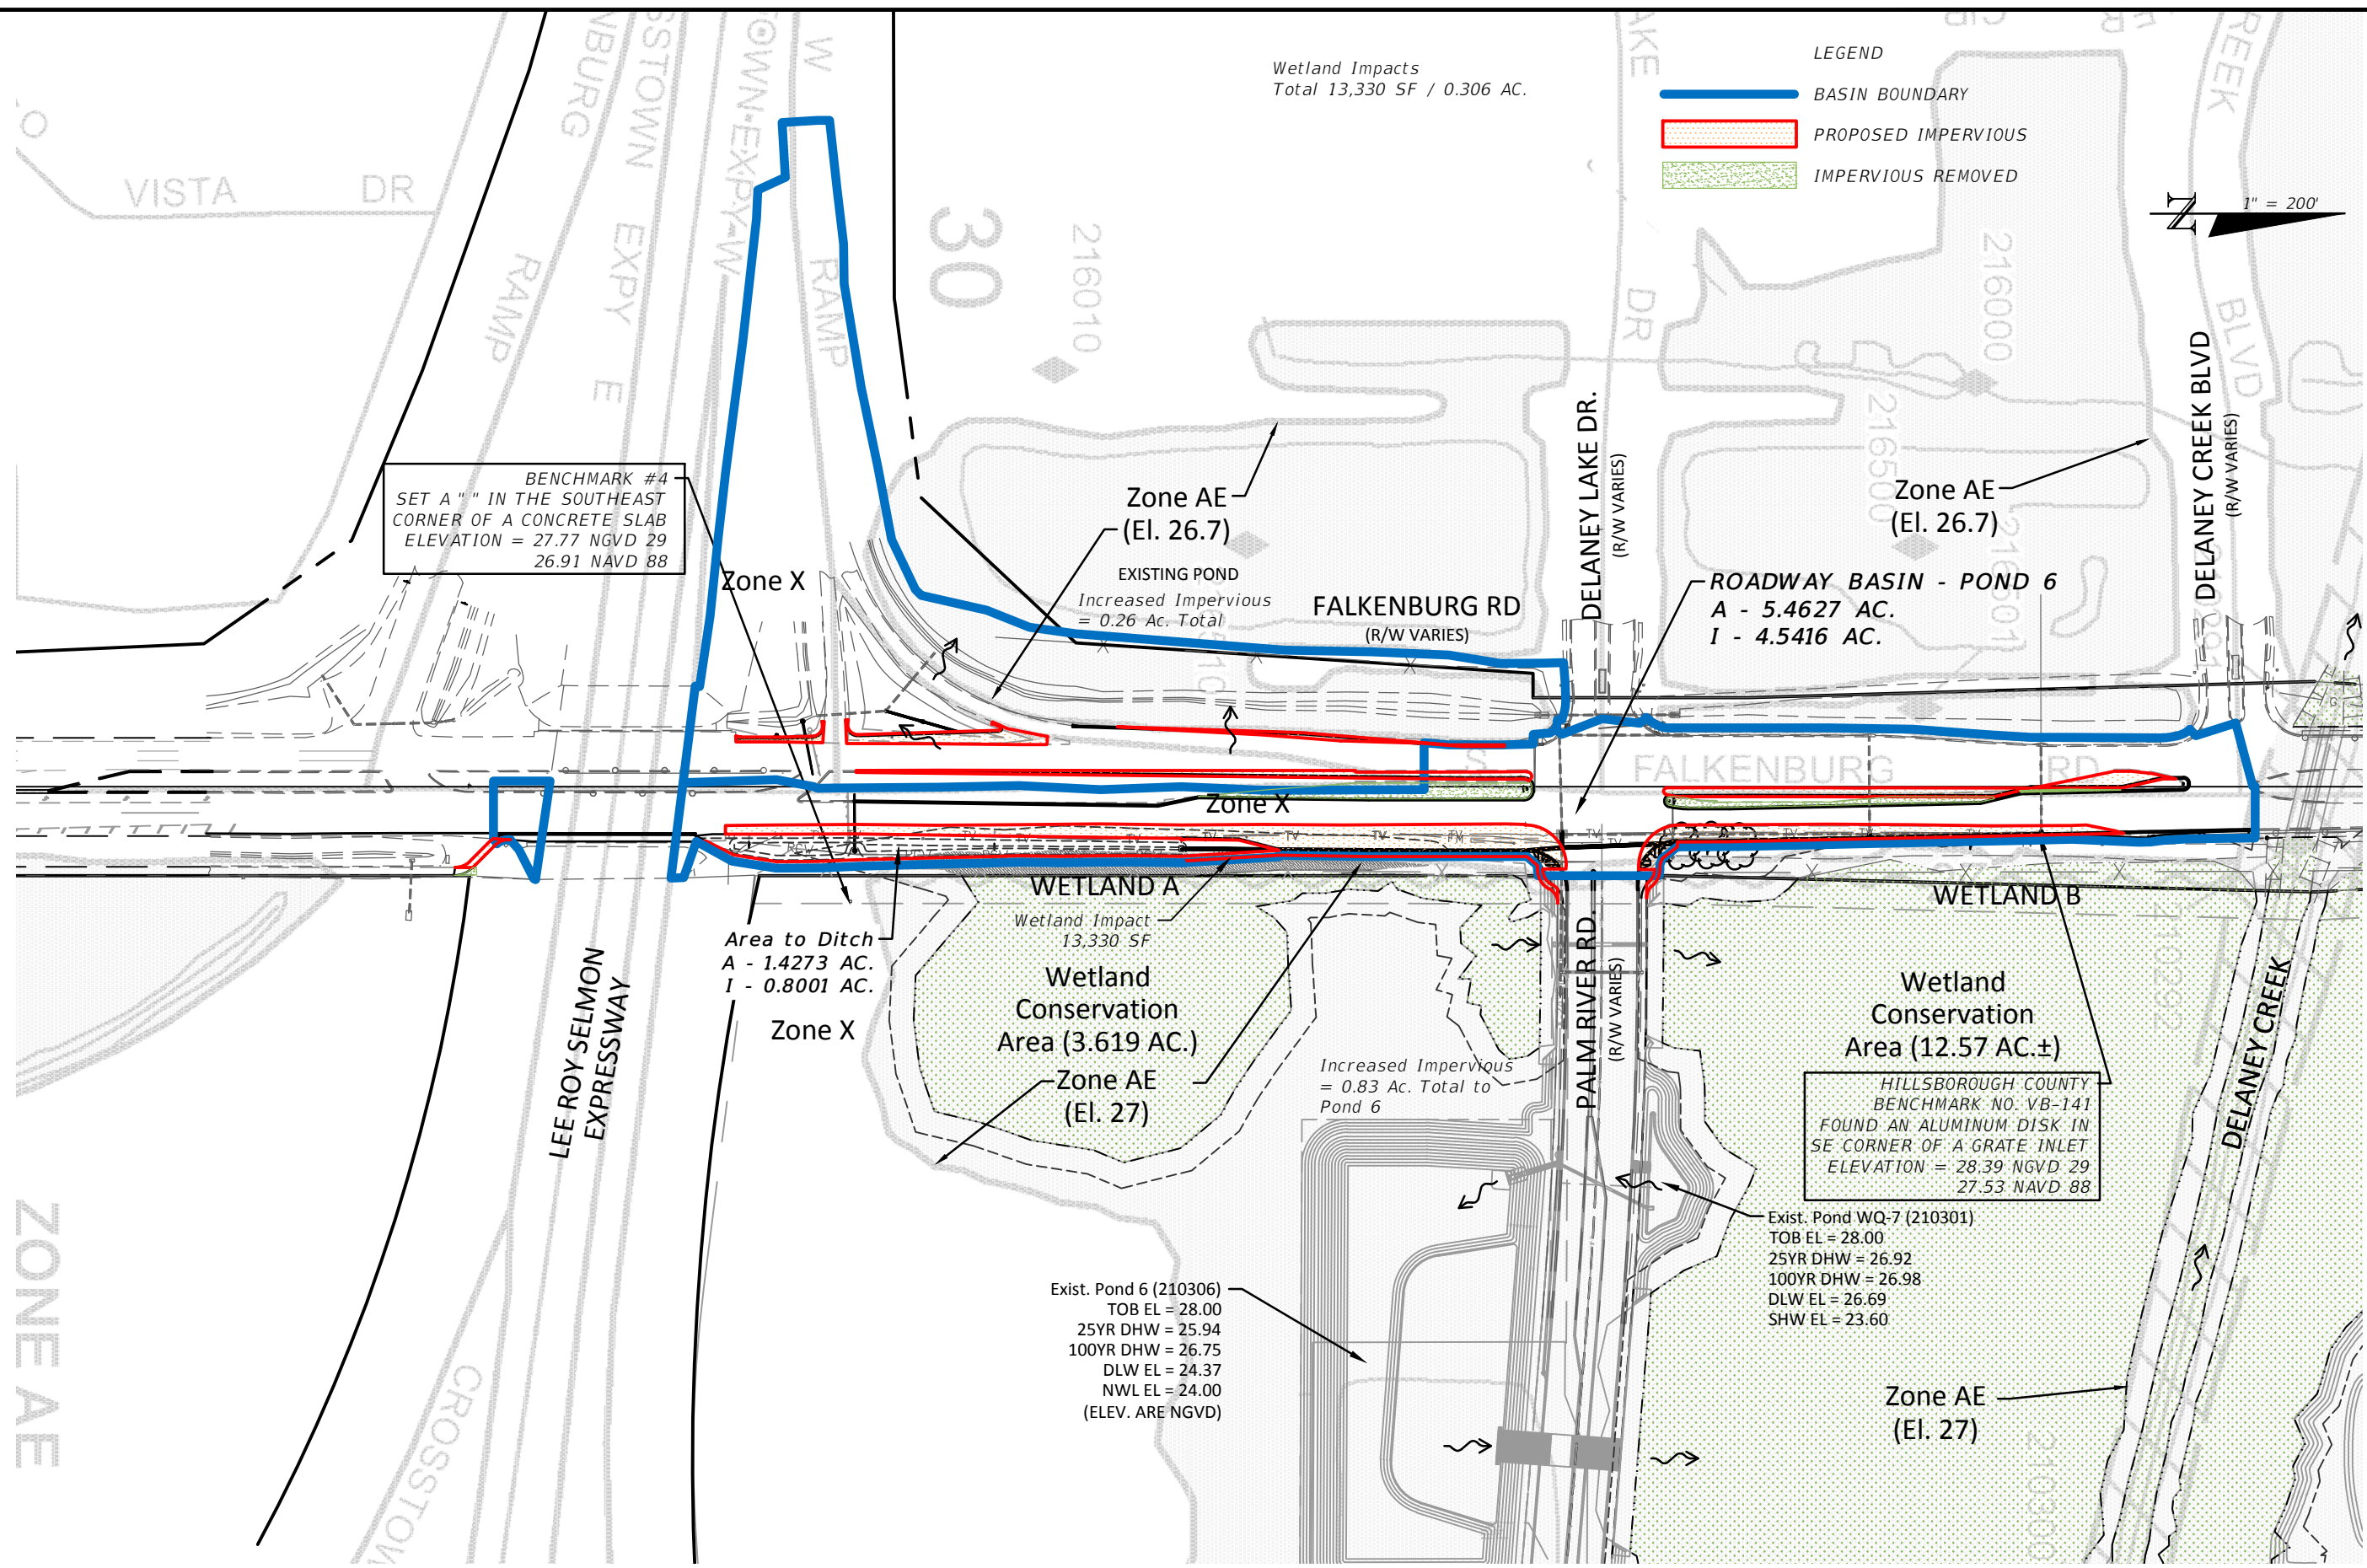 Wetland Impacts
Total 13,330 SF / 0.306 AC.
LEGEND
BASIN BOUNDARY
PROPOSED IMPERVIOUS
IMPERVIOUS REMOVED
N
1" = 200'
VISTA DR
RAMP
EXPY E
W RAMP
30
216010
DR
216000
BLVD
216500
BENCHMARK #4
SET A " " IN THE SOUTHEAST
CORNER OF A CONCRETE SLAB
ELEVATION = 27.77 NGVD 29
26.91 NAVD 88
Zone X
Zone AE
(El. 26.7)
EXISTING POND
Increased Impervious
= 0.26 Ac. Total
FALKENBURG RD
(R/W VARIES)
DELANEY LAKE DR.
(R/W VARIES)
ROADWAY BASIN - POND 6
A - 5.4627 AC.
I - 4.5416 AC.
Zone AE
(El. 26.7)
DELANEY CREEK BLVD
(R/W VARIES)
FALKENBURG RD
Zone X
WETLAND A
Wetland Impact
13,330 SF
WETLAND B
Area to Ditch
A - 1.4273 AC.
I - 0.8001 AC.
Zone X
LEE ROY SELMON
EXPRESSWAY
Wetland
Conservation
Area (3.619 AC.)
Zone AE
(El. 27)
Increased Impervious
= 0.83 Ac. Total to
Pond 6
PALM RIVER RD.
(R/W VARIES)
Wetland
Conservation
Area (12.57 AC.±)
HILLSBOROUGH COUNTY
BENCHMARK NO. VB-141
FOUND AN ALUMINUM DISK IN
SE CORNER OF A GRATE INLET
ELEVATION = 28.39 NGVD 29
27.53 NAVD 88
DELANEY CREEK
Exist. Pond WQ-7 (210301)
TOB EL = 28.00
25YR DHW = 26.92
100YR DHW = 26.98
DLW EL = 26.69
SHW EL = 23.60
Exist. Pond 6 (210306)
TOB EL = 28.00
25YR DHW = 25.94
100YR DHW = 26.75
DLW EL = 24.37
NWL EL = 24.00
(ELEV. ARE NGVD)
Zone AE
(El. 27)
ZONE AE